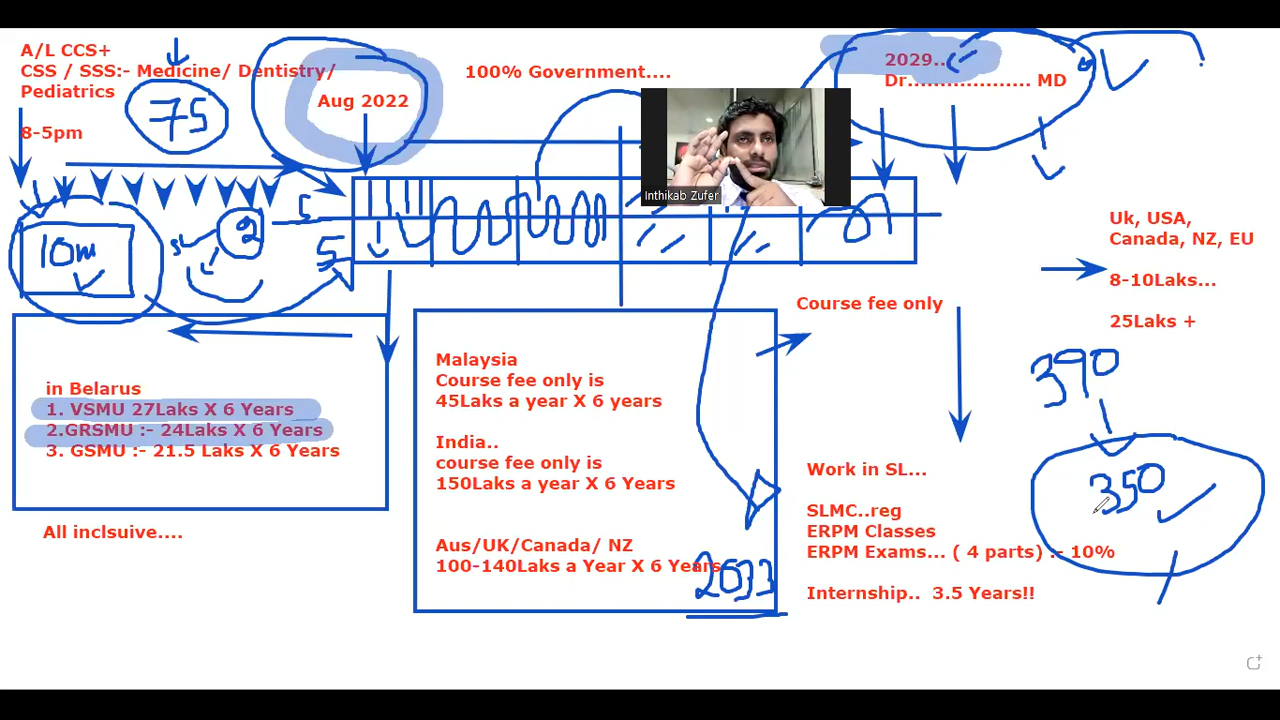 A/L CCS+
CSS / SSS:- Medicine/ Dentistry/
Pediatrics
8-5pm
75
Aug 2022
100% Government....
2029..
Dr.................... MD
Inthikab Zufer
10m
2
5
5
Uk, USA,
Canada, NZ, EU
8-10Laks...
25Laks +
390
350
in Belarus
1. VSMU 27Laks X 6 Years
2.GRSMU :- 24Laks X 6 Years
3. GSMU :- 21.5 Laks X 6 Years
All inclsuive....
Malaysia
Course fee only is
45Laks a year X 6 years
India..
course fee only is
150Laks a year X 6 Years
Aus/UK/Canada/ NZ
100-140Laks a Year X 6 Years
2033
Course fee only
Work in SL...
SLMC..reg
ERPM Classes
ERPM Exams... ( 4 parts) :- 10%
Internship.. 3.5 Years!!